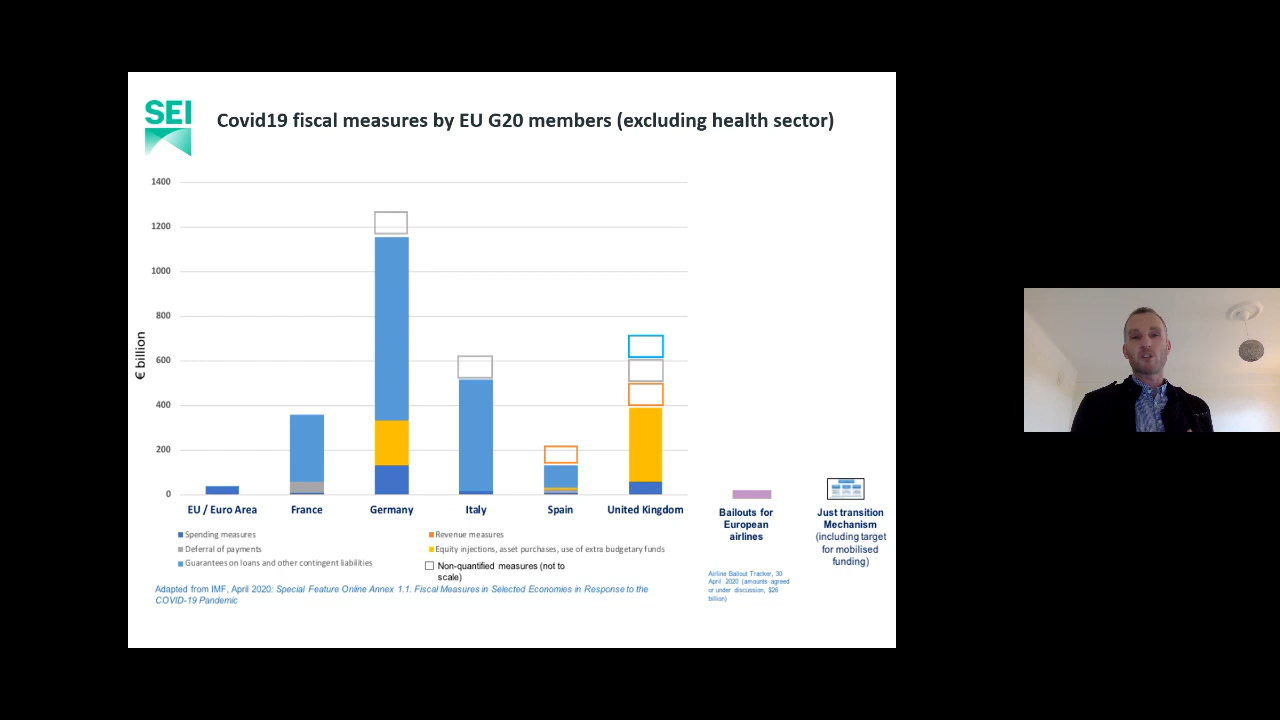 SEI
Covid19 fiscal measures by EU G20 members (excluding health sector)
1400
1200
1000
800
600
400
200
0
€ billion
EU / Euro Area
France
Germany
Italy
Spain
United Kingdom
Spending measures
Revenue measures
Deferral of payments
Equity injections, asset purchases, use of extra budgetary funds
Guarantees on loans and other contingent liabilities
Non-quantified measures (not to
scale)
Adapted from IMF, April 2020: Special Feature Online Annex 1.1. Fiscal Measures in Selected Economies in Response to the
COVID-19 Pandemic
Bailouts for
European
airlines
Airline Bailout Tracker, 30
April 2020 (amounts agreed
or under discussion, $26
billion)
Just transition
Mechanism
(including target
for mobilised
funding)